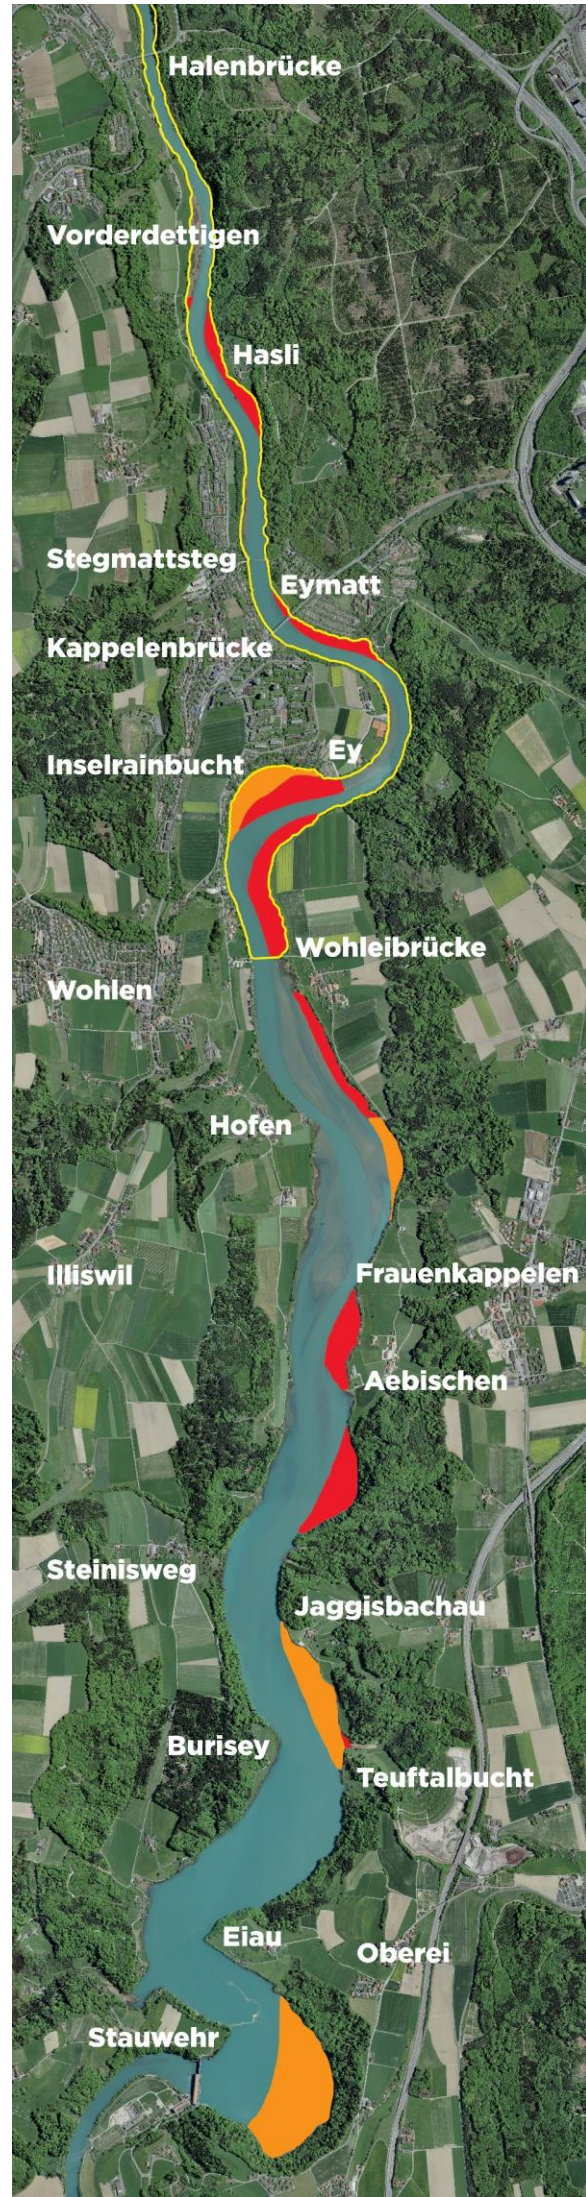 Halenbrücke
Vorderdettigen
Hasli
Stegmattsteg
Eymatt
Kappelenbrücke
Ey
Inselrainbucht
Wohleibrücke
Wohlen
Hofen
Illiswil
Frauenkappelen
Aebischen
Steinisweg
Jaggisbachau
Burisey
Teuftalbucht
Eiau
Oberei
Stauwehr